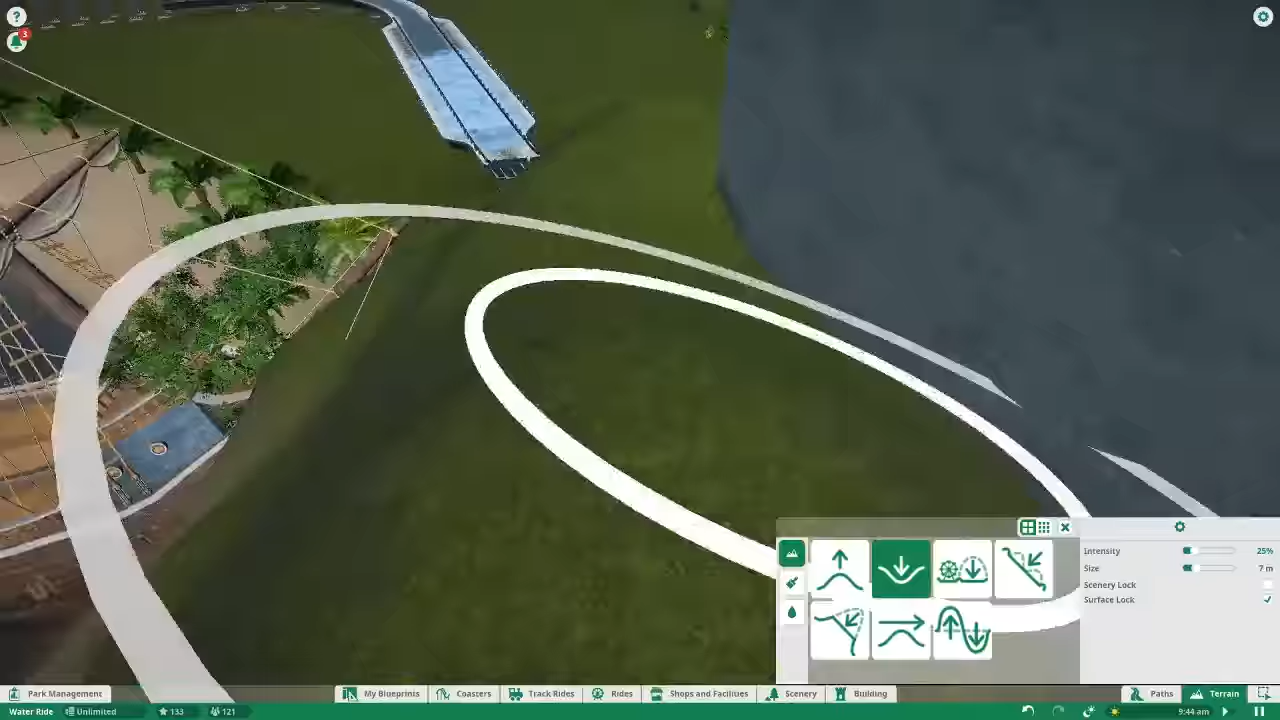 ?
3
Intensity 25%
Size 7 m
Scenery Lock
Surface Lock
Park Management My Blueprints Coasters Track Rides Rides Shops and Facilities Scenery Building Paths Terrain
Water Ride Unlimited 133 121 9:44 am